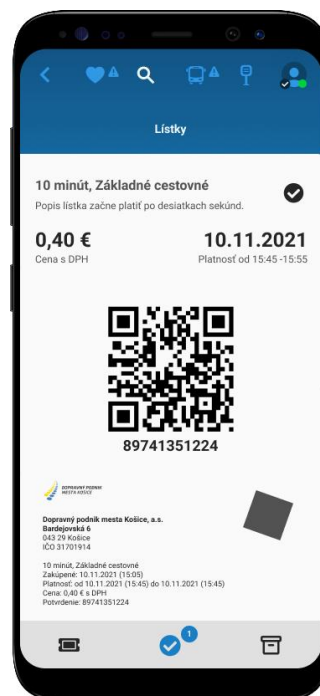 Lístky
10 minút, Základné cestovné
Popis lístka začne platiť po desiatkach sekúnd.
0,40 €
10.11.2021
Cena s DPH
Platnosť od 15:45 -15:55
89741351224
DOPRAVNÝ PODNIK
MESTA KOŠICE
Dopravný podnik mesta Košice, a.s.
Bardejovská 6
043 29 Košice
IČO 31701914
10 minút, Základné cestovné
Zakúpené: 10.11.2021 (15:05)
Platnosť: od 10.11.2021 (15:45) do 10.11.2021 (15:45)
Cena: 0,40 € s DPH
Potvrdenie: 89741351224
1